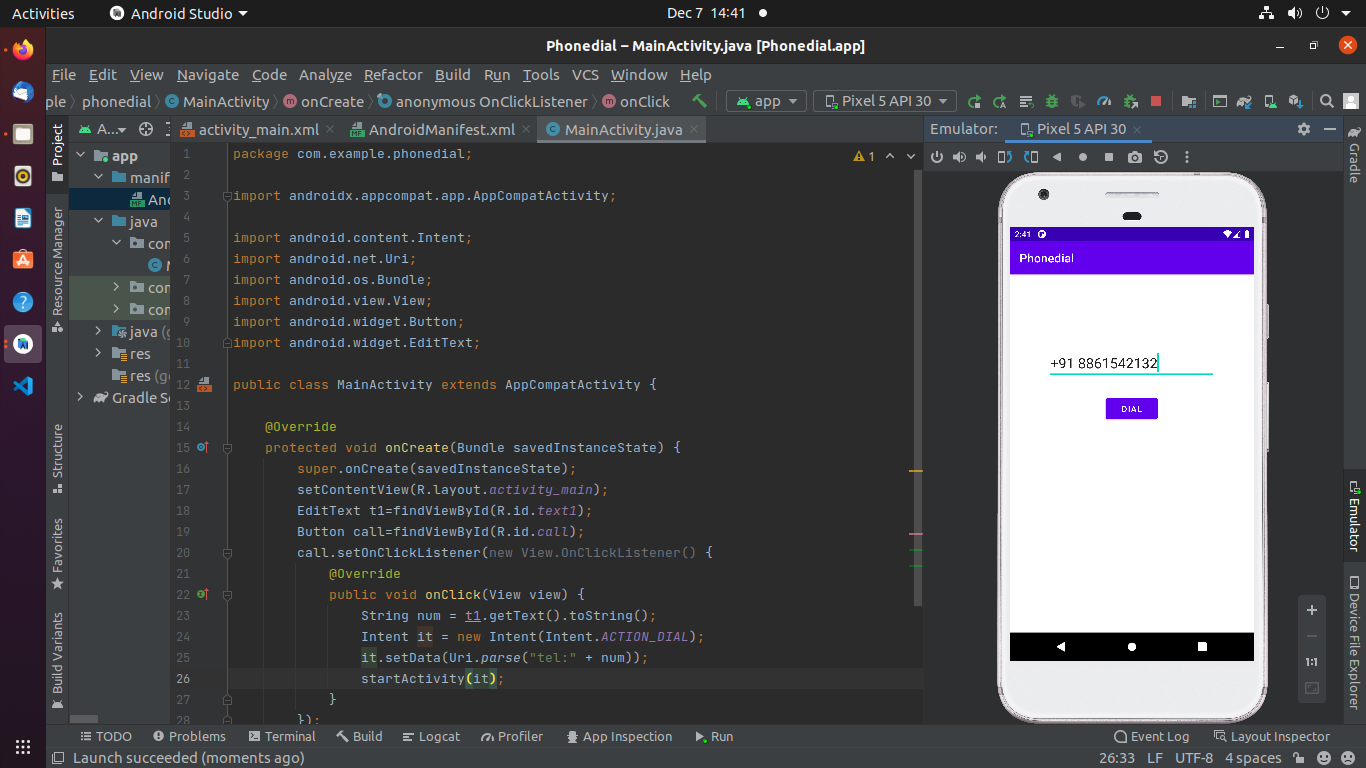 Activities Android Studio Dec 7 14:41
Phonedial – MainActivity.java [Phonedial.app]
File Edit View Navigate Code Analyze Refactor Build Run Tools VCS Window Help
ple phonedial MainActivity onCreate anonymous OnClickListener onClick app Pixel 5 API 30
Project A... activity_main.xml AndroidManifest.xml MainActivity.java Emulator: Pixel 5 API 30
app
manif
And
java
com
M
com
com
java (g
res
res (ge
Gradle Sc
Resource Manager
Structure
Favorites
Build Variants
1 package com.example.phonedial;
2
3 import androidx.appcompat.app.AppCompatActivity;
4
5 import android.content.Intent;
6 import android.net.Uri;
7 import android.os.Bundle;
8 import android.view.View;
9 import android.widget.Button;
10 import android.widget.EditText;
11
12 public class MainActivity extends AppCompatActivity {
13
14 @Override
15 protected void onCreate(Bundle savedInstanceState) {
16 super.onCreate(savedInstanceState);
17 setContentView(R.layout.activity_main);
18 EditText t1=findViewById(R.id.text1);
19 Button call=findViewById(R.id.call);
20 call.setOnClickListener(new View.OnClickListener() {
21 @Override
22 public void onClick(View view) {
23 String num = t1.getText().toString();
24 Intent it = new Intent(Intent.ACTION_DIAL);
25 it.setData(Uri.parse("tel:" + num));
26 startActivity(it);
27 }
28 });
1
2:41
Phonedial
+91 8861542132
DIAL
1:1
Gradle
Emulator
Device File Explorer
TODO Problems Terminal Build Logcat Profiler App Inspection Run Event Log Layout Inspector
Launch succeeded (moments ago) 26:33 LF UTF-8 4 spaces